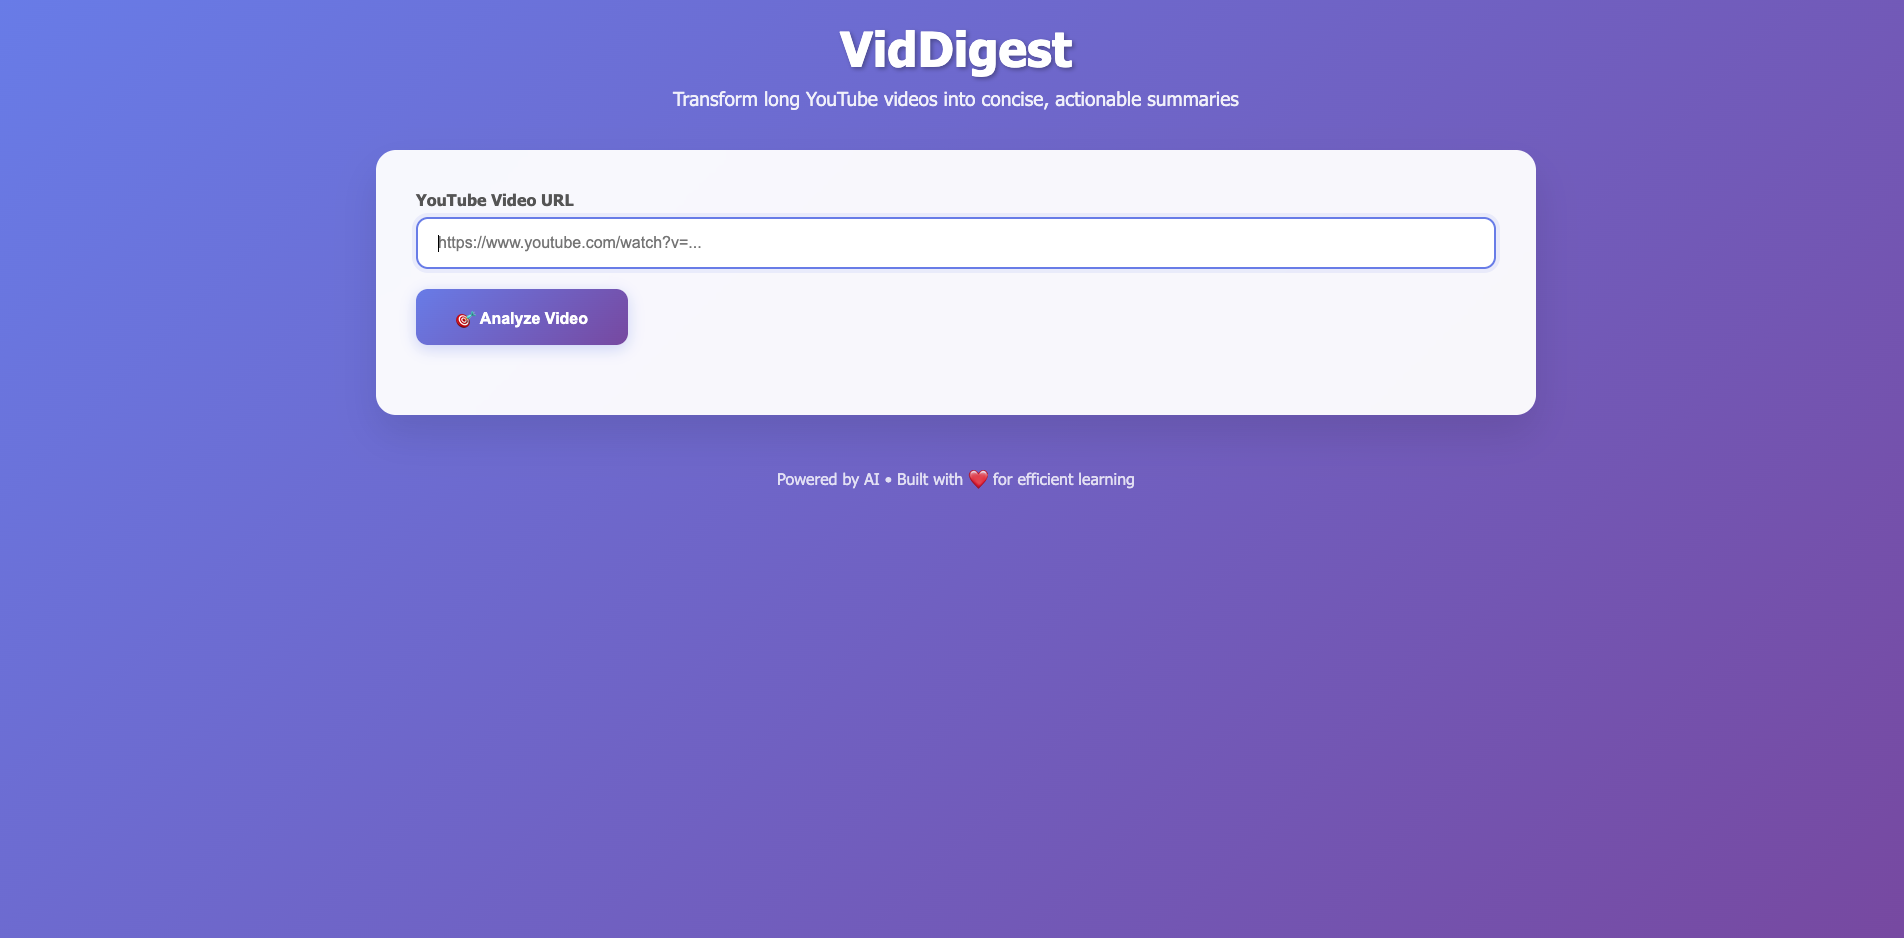 VidDigest
Transform long YouTube videos into concise, actionable summaries
YouTube Video URL
https://www.youtube.com/watch?v=...
🎯 Analyze Video
Powered by AI • Built with ❤️ for efficient learning